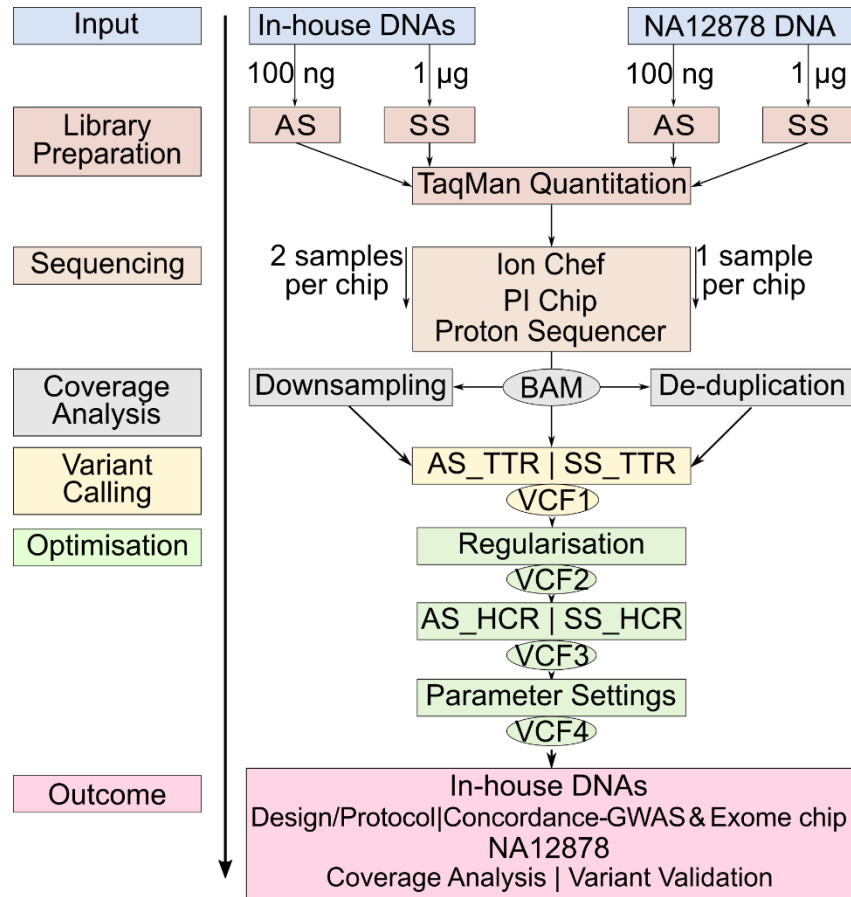 Input
In-house DNAs
NA12878 DNA
100 ng
1 µg
100 ng
1 µg
Library
Preparation
AS
SS
AS
SS
TaqMan Quantitation
Sequencing
2 samples
per chip
Ion Chef
PI Chip
Proton Sequencer
1 sample
per chip
Coverage
Analysis
Downsampling
BAM
De-duplication
Variant
Calling
AS_TTR | SS_TTR
VCF1
Optimisation
Regularisation
VCF2
AS_HCR | SS_HCR
VCF3
Parameter Settings
VCF4
Outcome
In-house DNAs
Design/Protocol|Concordance-GWAS & Exome chip
NA12878
Coverage Analysis | Variant Validation